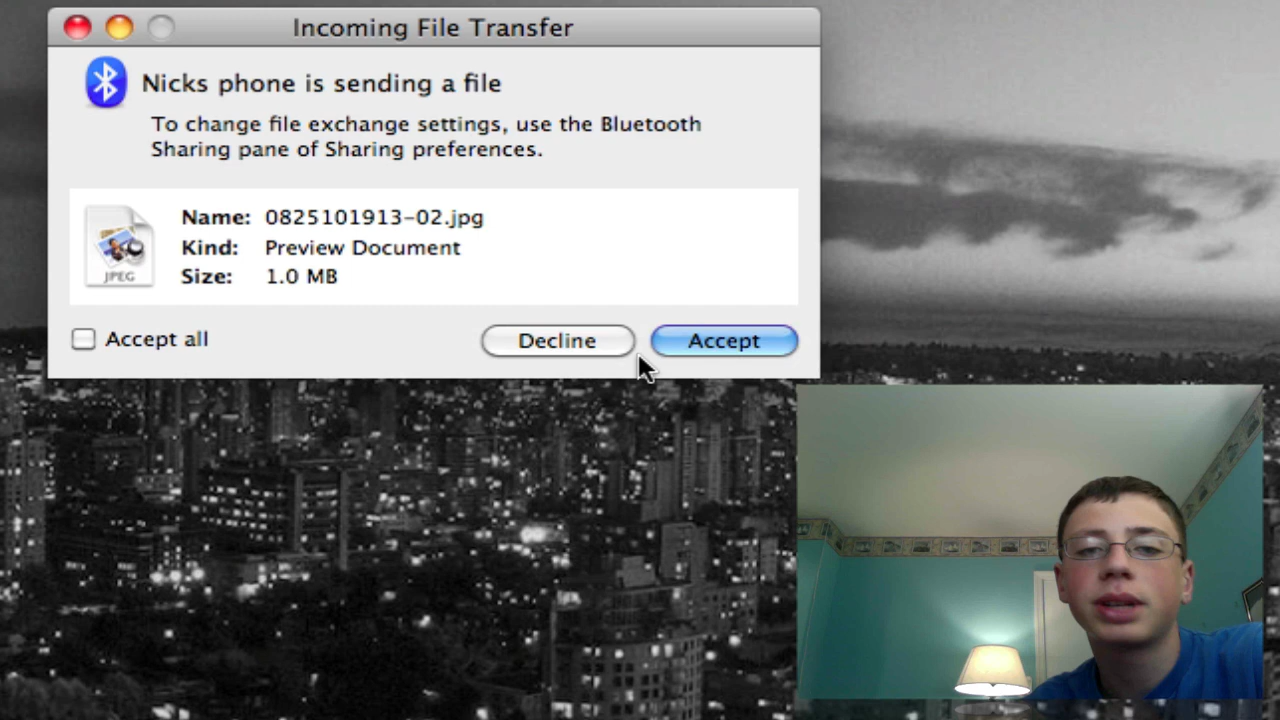 Incoming File Transfer
Nicks phone is sending a file
To change file exchange settings, use the Bluetooth
Sharing pane of Sharing preferences.
Name: 0825101913-02.jpg
Kind: Preview Document
Size: 1.0 MB
JPEG
Accept all
Decline
Accept